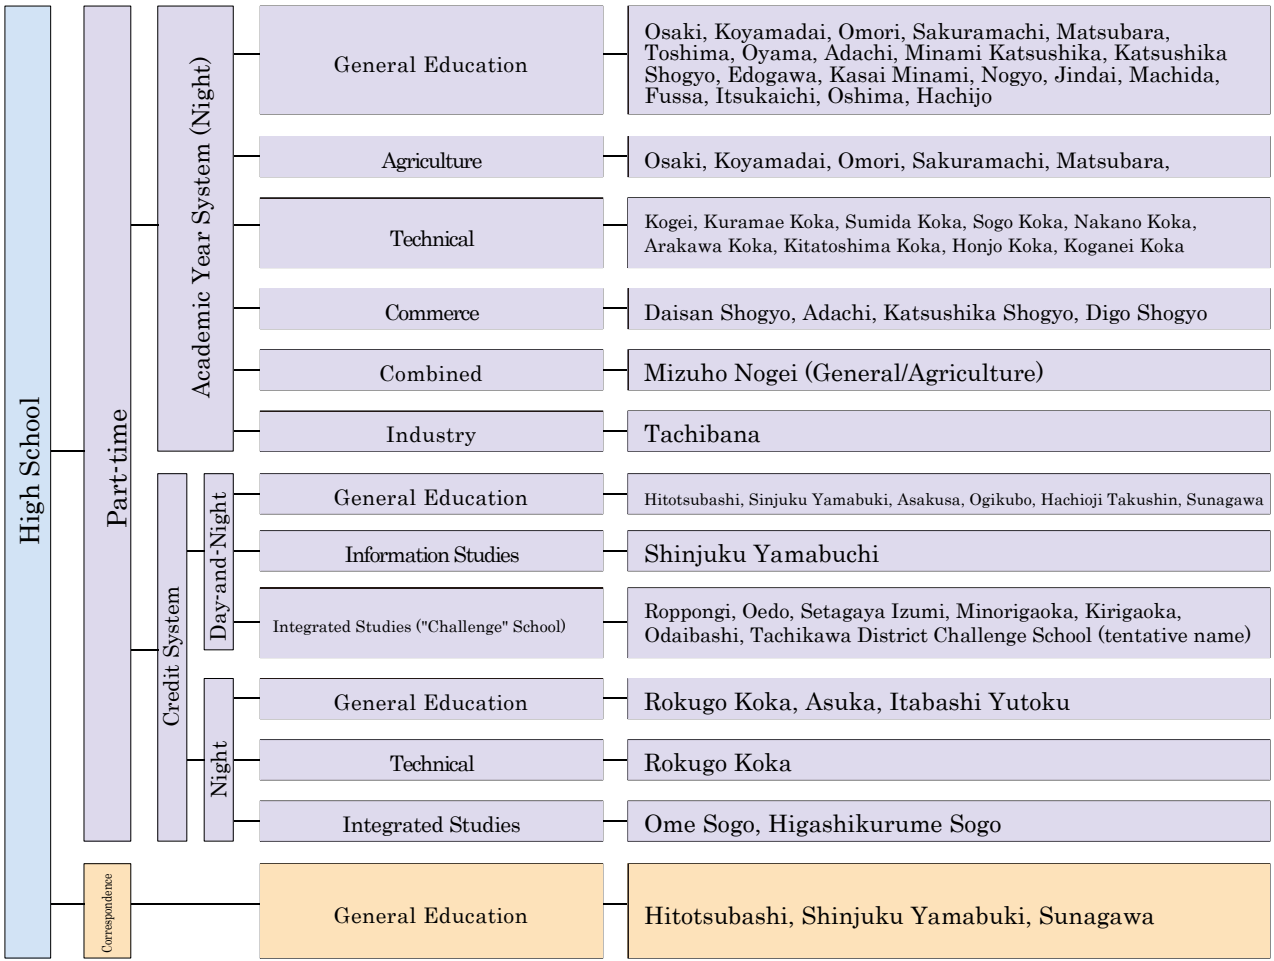 High School
Part-time
Academic Year System (Night)
General Education
Osaki, Koyamadai, Omori, Sakuramachi, Matsubara,
Toshima, Oyama, Adachi, Minami Katsushika, Katsushika
Shogyo, Edogawa, Kasai Minami, Nogyo, Jindai, Machida,
Fussa, Itsukaichi, Oshima, Hachijo
Agriculture
Osaki, Koyamadai, Omori, Sakuramachi, Matsubara,
Technical
Kogei, Kuramae Koka, Sumida Koka, Sogo Koka, Nakano Koka,
Arakawa Koka, Kitatoshima Koka, Honjo Koka, Koganei Koka
Commerce
Daisan Shogyo, Adachi, Katsushika Shogyo, Digo Shogyo
Combined
Mizuho Nogei (General/Agriculture)
Industry
Tachibana
Credit System
Day-and-Night
General Education
Hitotsubashi, Sinjuku Yamabuki, Asakusa, Ogikubo, Hachioji Takushin, Sunagawa
Information Studies
Shinjuku Yamabuchi
Integrated Studies ("Challenge" School)
Roppongi, Oedo, Setagaya Izumi, Minorigaoka, Kirigaoka,
Odaibashi, Tachikawa District Challenge School (tentative name)
Night
General Education
Rokugo Koka, Asuka, Itabashi Yutoku
Technical
Rokugo Koka
Integrated Studies
Ome Sogo, Higashikurume Sogo
Correspondence
General Education
Hitotsubashi, Shinjuku Yamabuki, Sunagawa